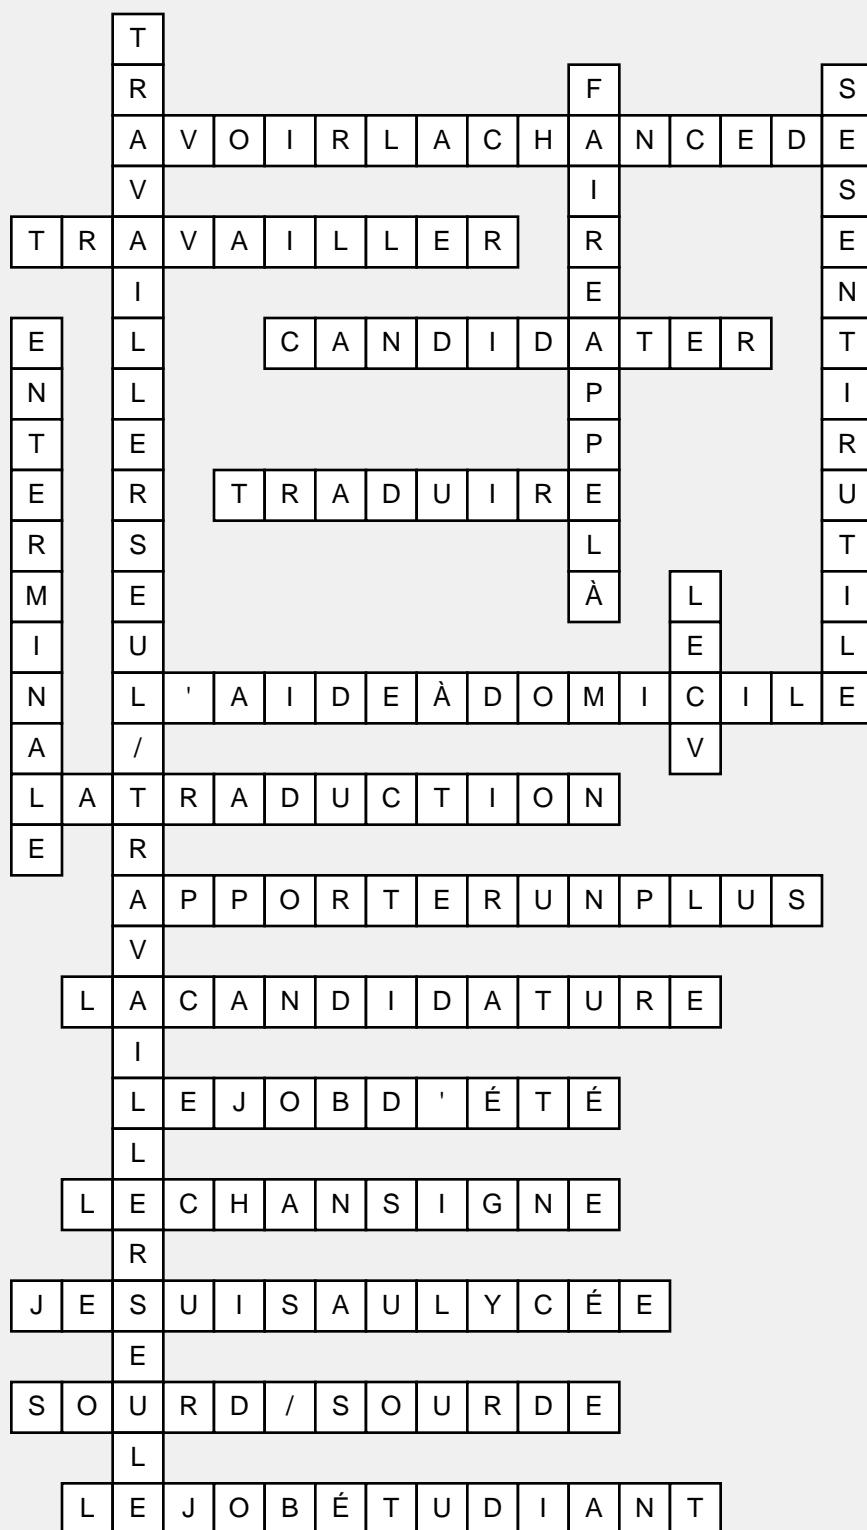 TRAVAILLERSEUL/TRAVAILLERSEULE
FAIREAPPELÀ
SESENTIRUTILE
AVOIRLACHANCEDE
TRAVAILLER
ENTERMINALE
CANDIDATER
TRADUIRE
LECV
L'AIDEÀDOMICILE
LATRADUCTION
APPORTERUNPLUS
LACANDIDATURE
LEJOBD'ÉTÉ
LECHANSIGNE
JESUISAULYCÉE
SOURD/SOURDE
LEJOBÉTUDIANT